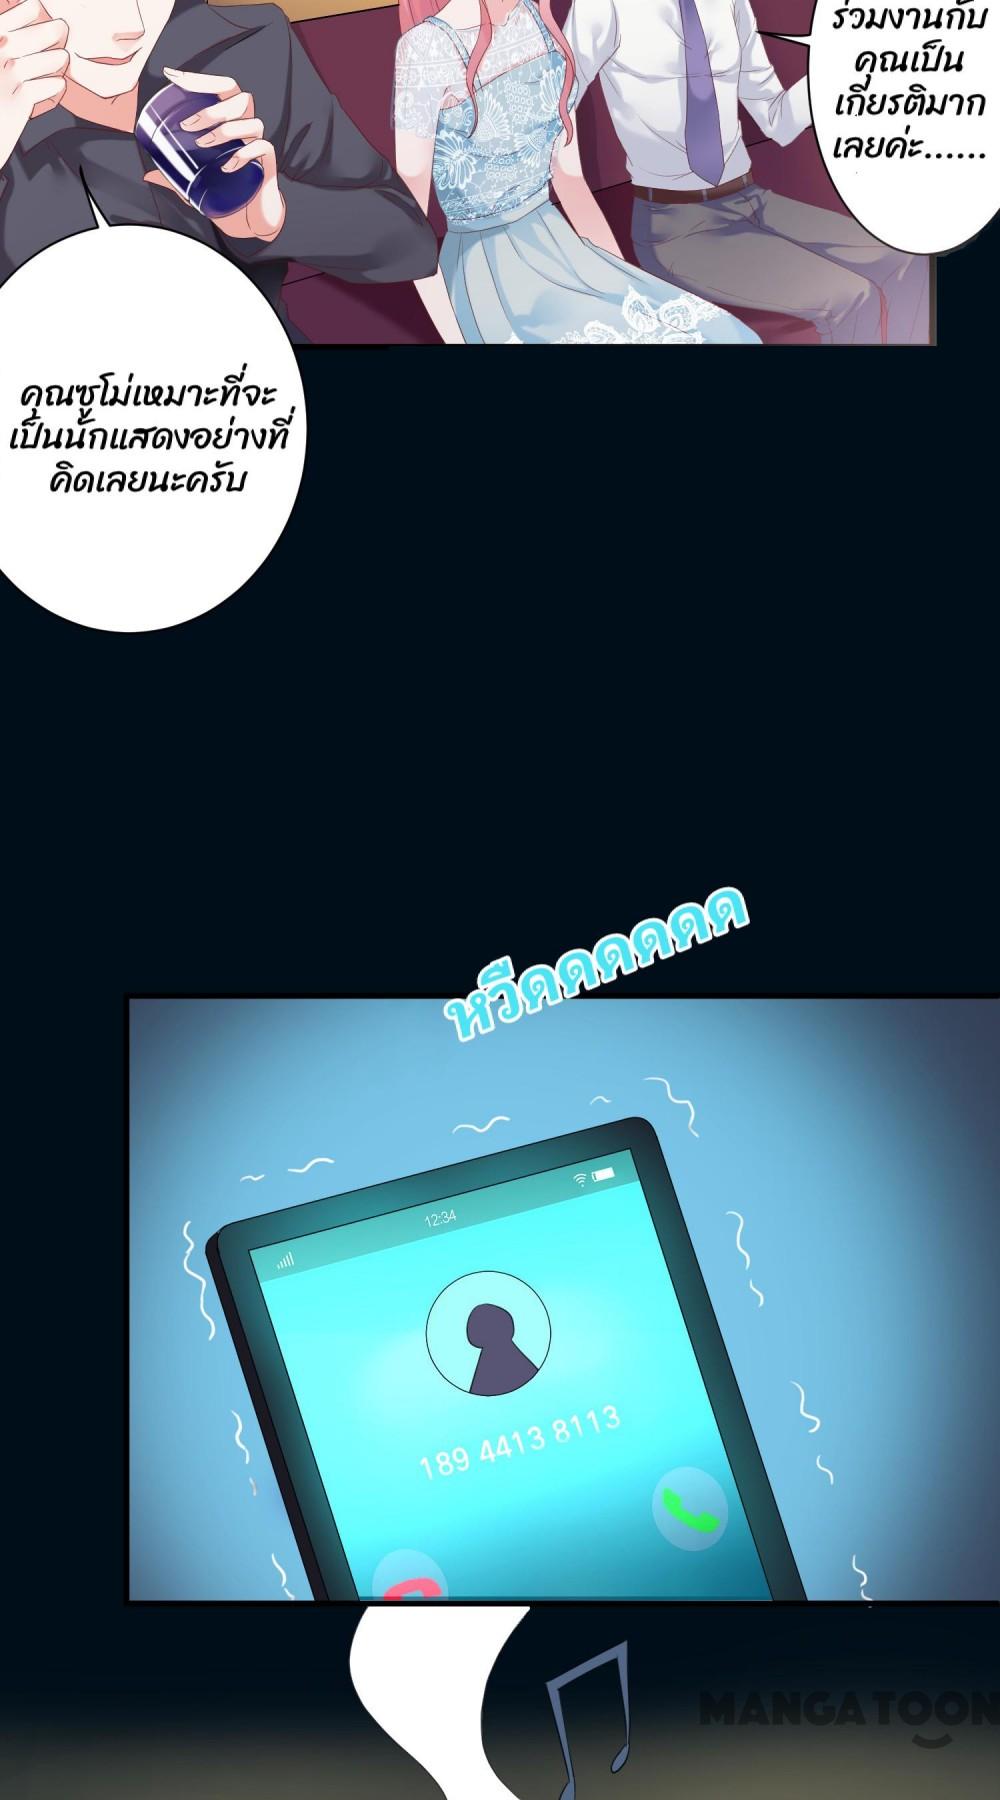 ร่วมงานกับ
คุณเป็น
เกียรติมาก
เลยค่ะ......
คุณซูโม่เหมาะที่จะ
เป็นนักแสดงอย่างที่
คิดเลยนะครับ
หวืดดดดดดด
12:34
189 4413 8113
MANGATOON